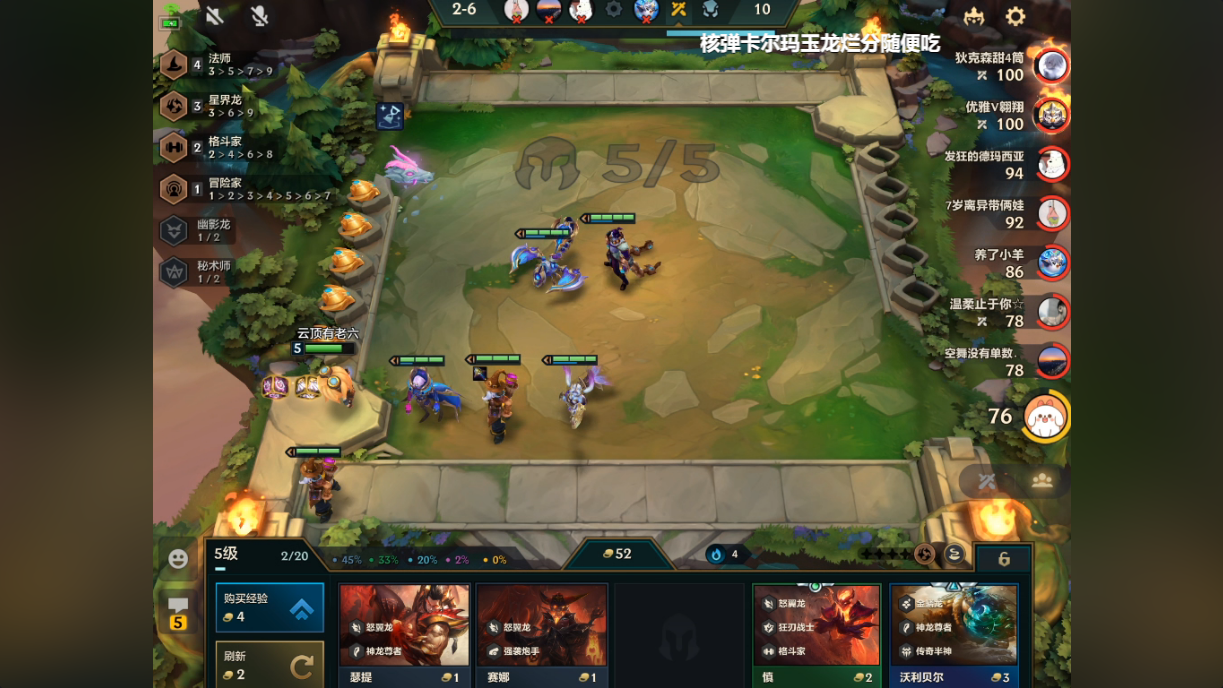 2-6
10
核弹卡尔玛玉龙烂分随便吃
4 法师
3 > 5 > 7 > 9
3 星界龙
3 > 6 > 9
2 格斗家
2 > 4 > 6 > 8
1 冒险家
1 > 2 > 3 > 4 > 5 > 6 > 7
幽影龙
1 / 2
秘术师
1 / 2
5/5
狄克森甜4筒
100
优雅V翱翔
100
发狂的德玛西亚
94
7岁离异带俩娃
92
养了小羊
86
温柔止于你☆
78
空舞没有单数.
78
76
云顶有老六
5
5级
2/20
45% 33% 20% 2% 0%
52
4
6
5
购买经验
4
刷新
2
怒翼龙
神龙尊者
瑟提 1
怒翼龙
强袭炮手
赛娜 1
怒翼龙
狂刃战士
格斗家
慎 2
金鳞龙
神龙尊者
传奇半神
沃利贝尔 3